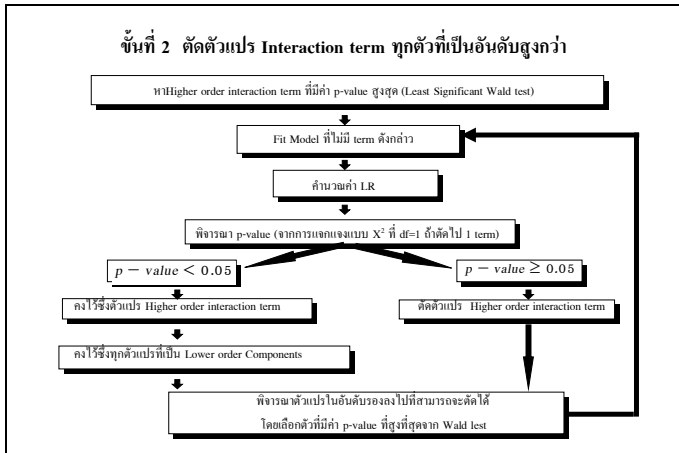 ขั้นที่ 2 ตัดตัวแปร Interaction term ทุกตัวที่เป็นอันดับสูงกว่า
หาHigher order interaction term ที่มีค่า p-value สูงสุด (Least Significant Wald test)
Fit Model ที่ไม่มี term ดังกล่าว
คำนวณค่า LR
พิจารณา p-value (จากการแจกแจงแบบ X² ที่ df=1 ถ้าตัดไป 1 term)
p − value < 0.05
p − value ≥ 0.05
คงไว้ซึ่งตัวแปร Higher order interaction term
ตัดตัวแปร Higher order interaction term
คงไว้ซึ่งทุกตัวแปรที่เป็น Lower order Components
พิจารณาตัวแปรในอันดับรองลงไปที่สามารถจะตัดได้
โดยเลือกตัวที่มีค่า p-value ที่สูงที่สุดจาก Wald lest